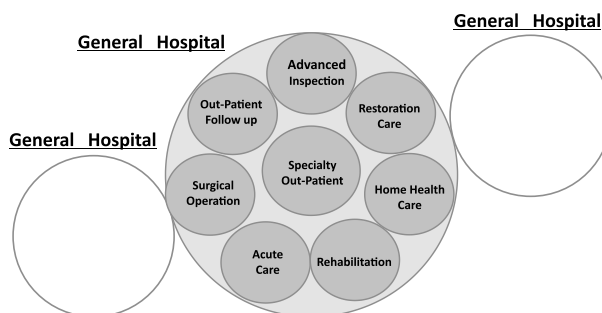 General Hospital
General Hospital
General Hospital
Advanced
Inspection
Out-Patient
Follow up
Restoration
Care
Specialty
Out-Patient
Surgical
Operation
Home Health
Care
Acute
Care
Rehabilitation